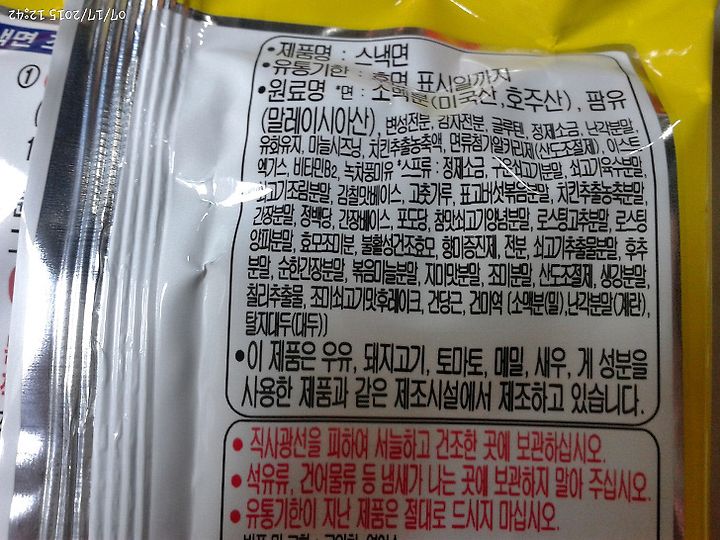 07/17/2015 12:42
•제품명 : 스낵면
•유통기한 : 후면 표시일까지
•원료명 *면 : 소맥분(미국산,호주산), 팜유
(말레이시아산), 변성전분, 감자전분, 글루텐, 정제소금, 난각분말,
유화유지, 마늘시즈닝, 치킨추출농축액, 면류첨가알카리제(산도조절제), 이스트
엑기스, 비타민B2, 녹차풍미유 *스프류 : 정제소금, 우육쇠고기분말, 쇠고기육수분말,
쇠고기조림분말, 감칠맛베이스, 고춧가루, 표고버섯볶음분말, 치킨추출농축분말,
간장분말, 정백당, 간장베이스, 포도당, 참맛쇠고기양념분말, 로스팅고추분말, 로스팅
양파분말, 효모조미분, 불활성건조효모, 향미증진제, 전분, 쇠고기추출물분말, 후추
분말, 순한간장분말, 볶음마늘분말, 지미맛분말, 조미분말, 산도조절제, 생강분말,
칠리추출물, 조미쇠고기맛후레이크, 건당근, 건미역 (소맥분(밀),난각분말(계란),
탈지대두(대두))
•이 제품은 우유, 돼지고기, 토마토, 메밀, 새우, 게 성분을
사용한 제품과 같은 제조시설에서 제조하고 있습니다.
• 직사광선을 피하여 서늘하고 건조한 곳에 보관하십시오.
• 석유류, 건어물류 등 냄새가 나는 곳에 보관하지 말아 주십시오.
• 유통기한이 지난 제품은 절대로 드시지 마십시오.